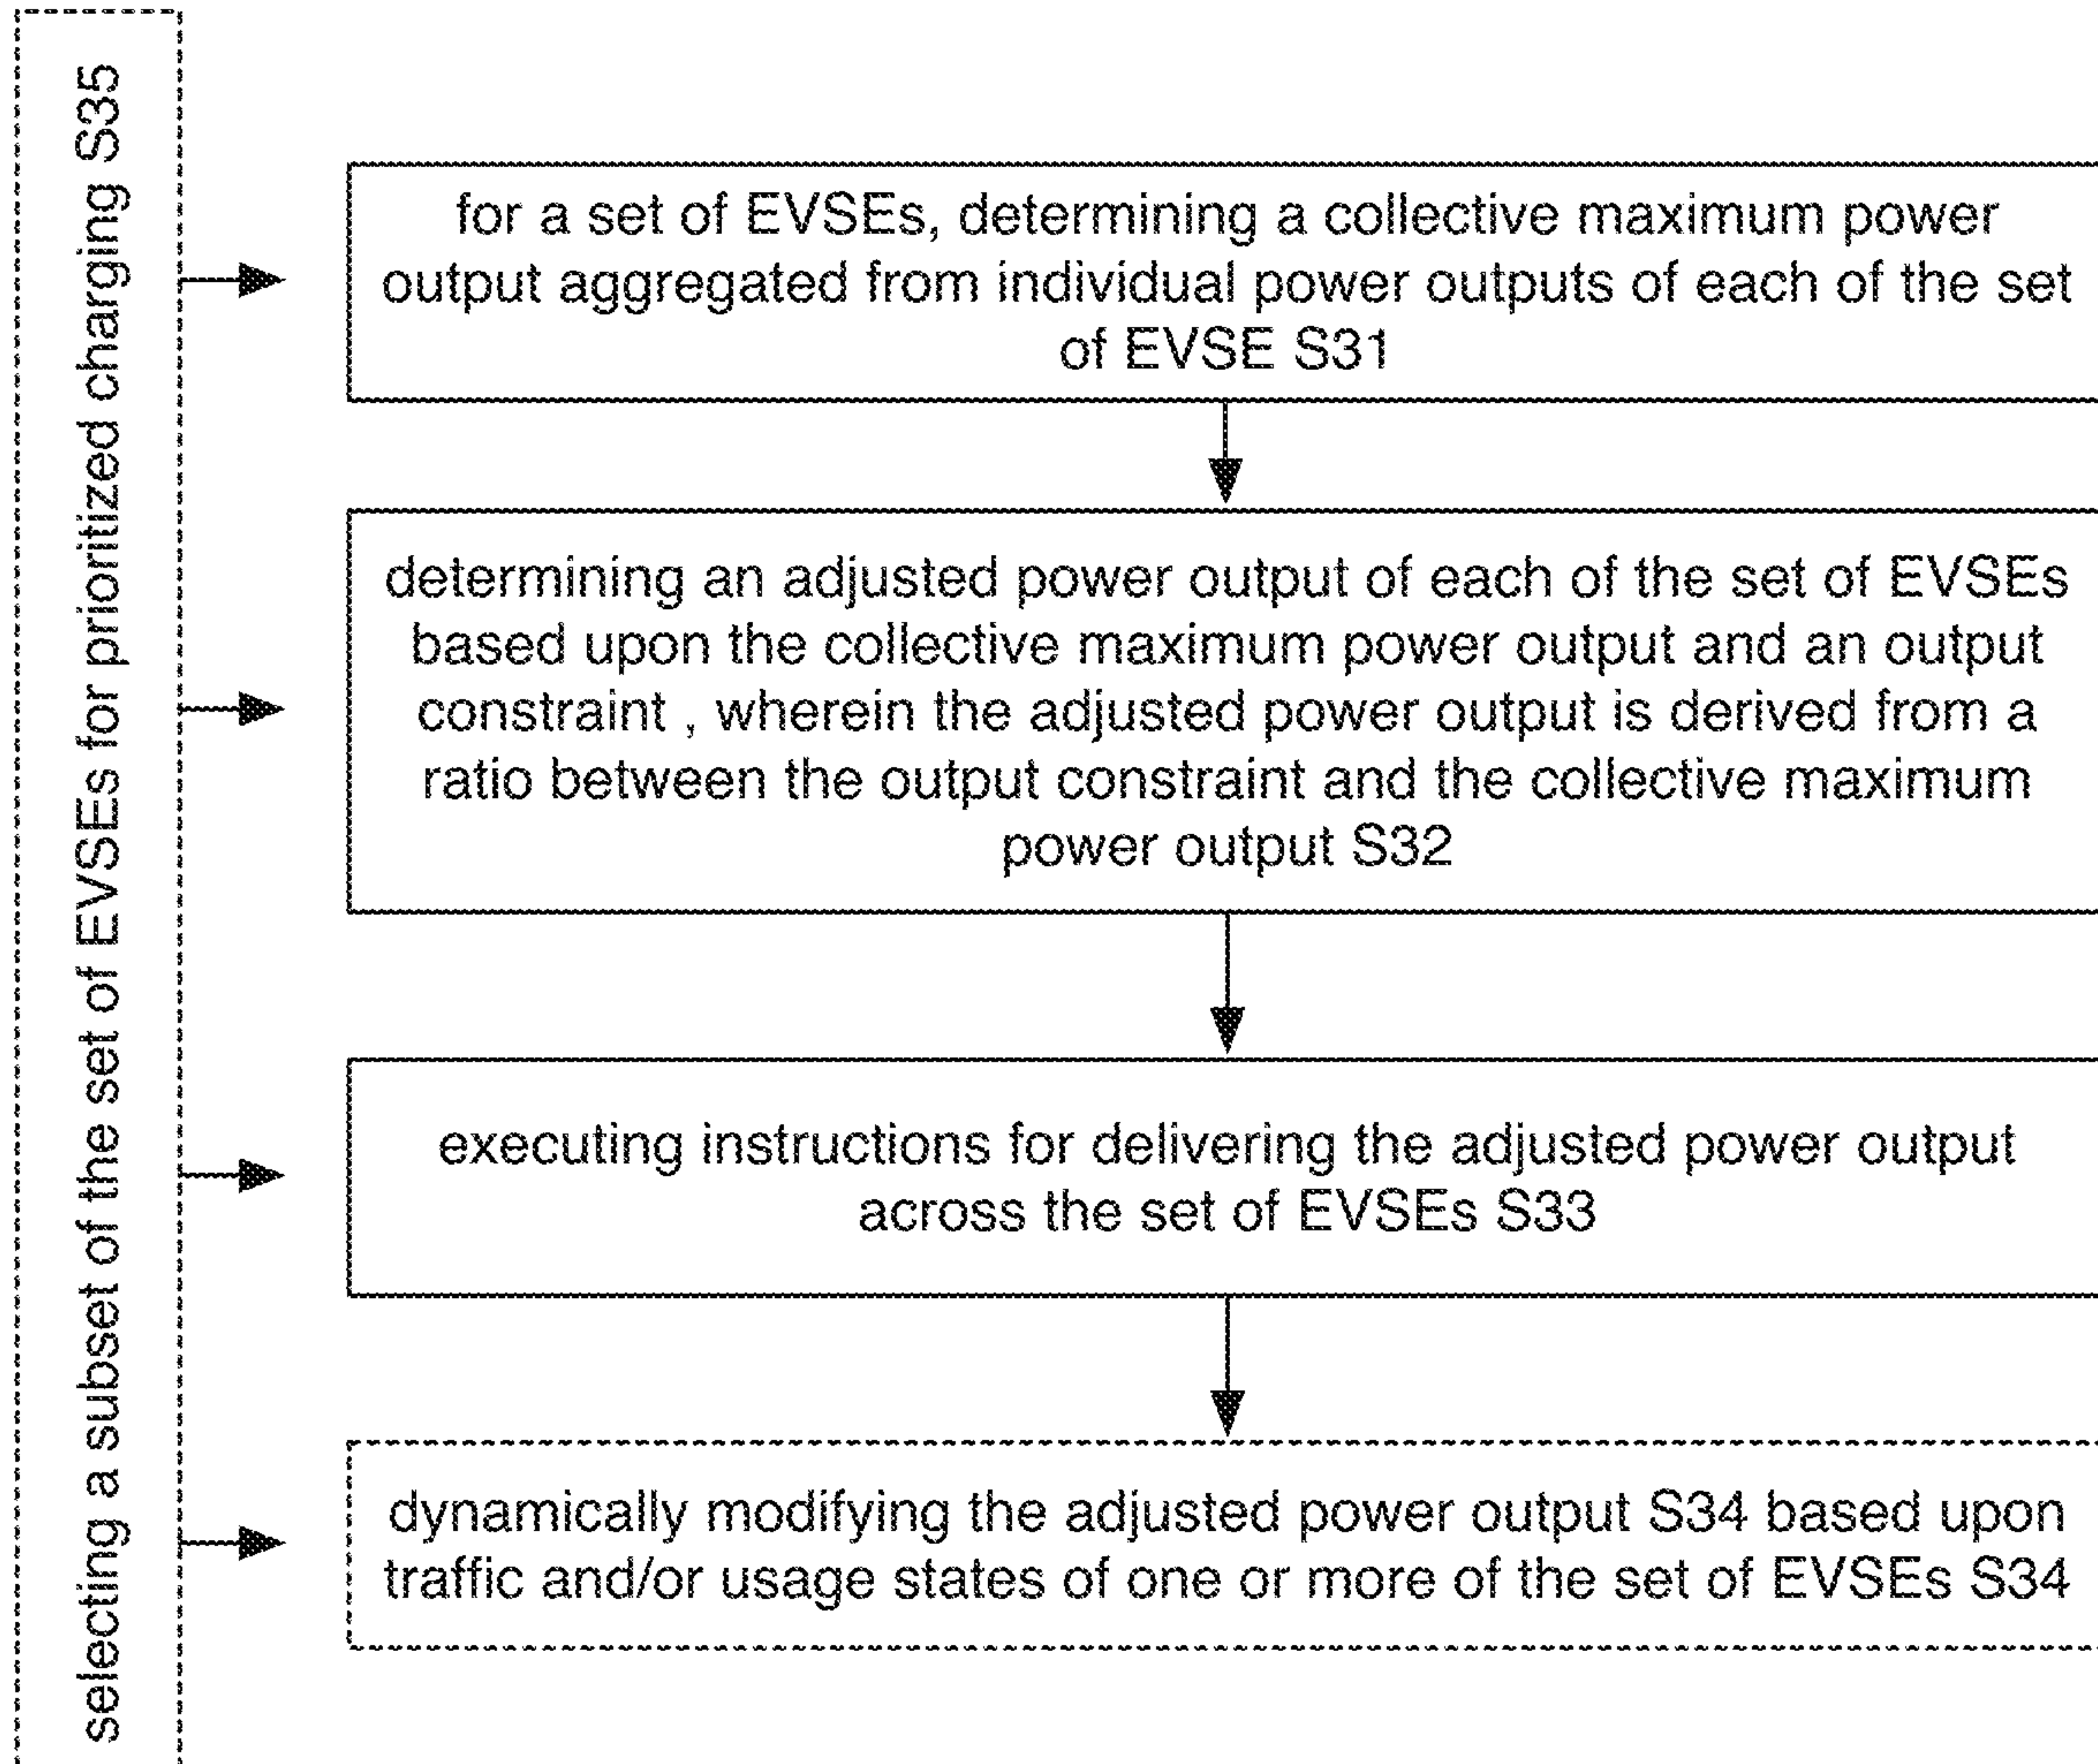 selecting a subset of the set of EVSEs for prioritized charging S35
for a set of EVSEs, determining a collective maximum power
output aggregated from individual power outputs of each of the set
of EVSE S31
determining an adjusted power output of each of the set of EVSEs
based upon the collective maximum power output and an output
constraint , wherein the adjusted power output is derived from a
ratio between the output constraint and the collective maximum
power output S32
executing instructions for delivering the adjusted power output
across the set of EVSEs S33
dynamically modifying the adjusted power output S34 based upon
traffic and/or usage states of one or more of the set of EVSEs S34